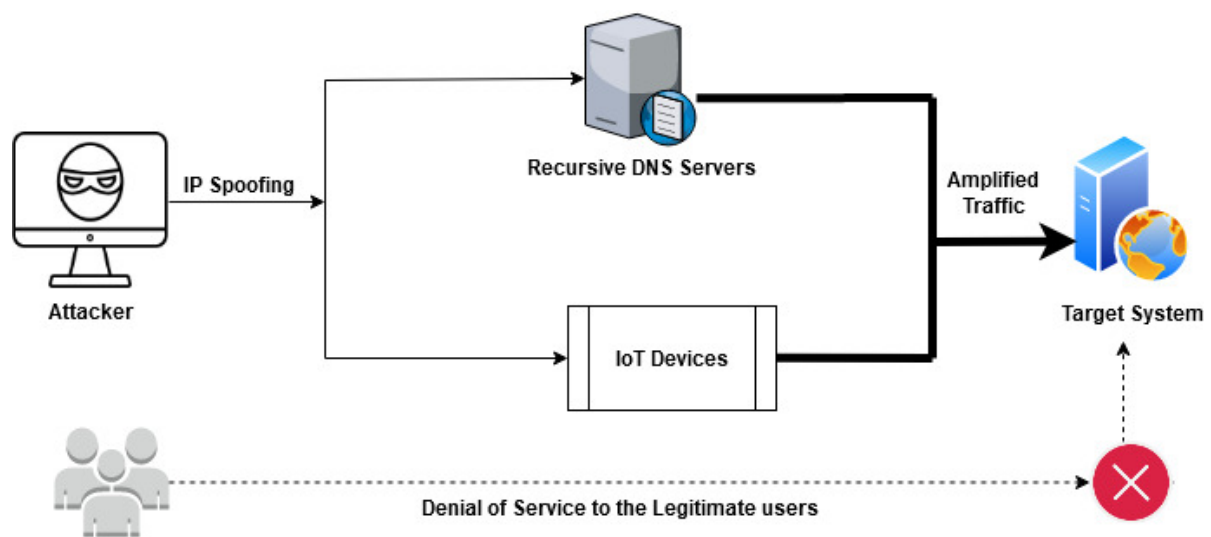 Recursive DNS Servers
IP Spoofing
Amplified
Traffic
Attacker
Target System
IoT Devices
Denial of Service to the Legitimate users